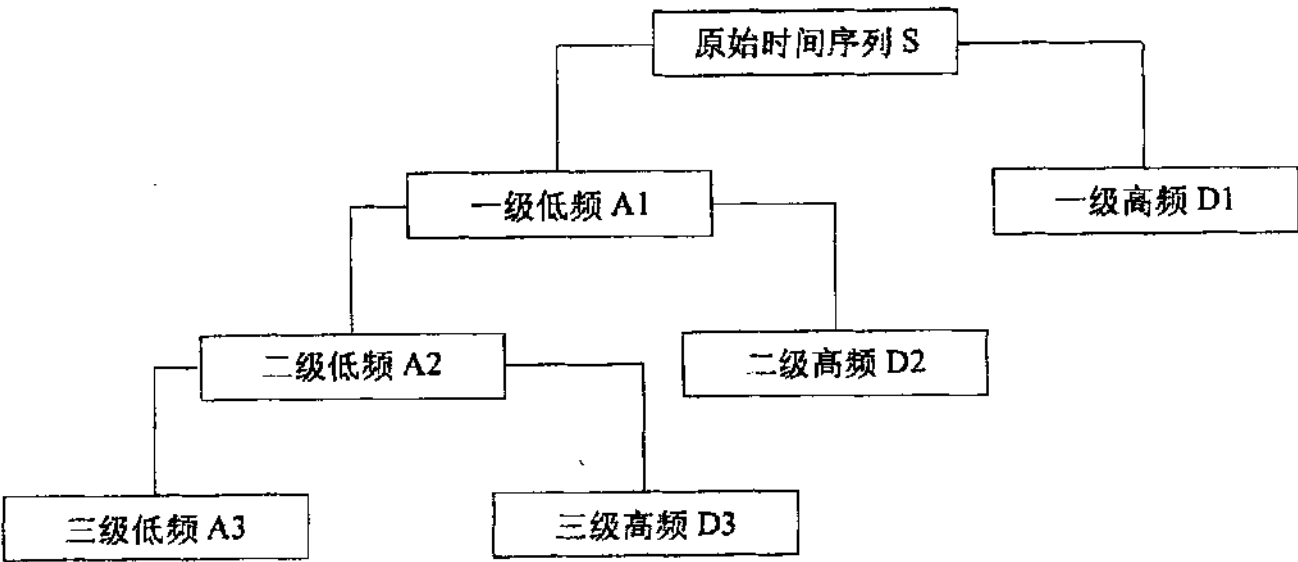 原始时间序列 S
一级低频 A1
一级高频 D1
二级低频 A2
二级高频 D2
三级低频 A3
三级高频 D3